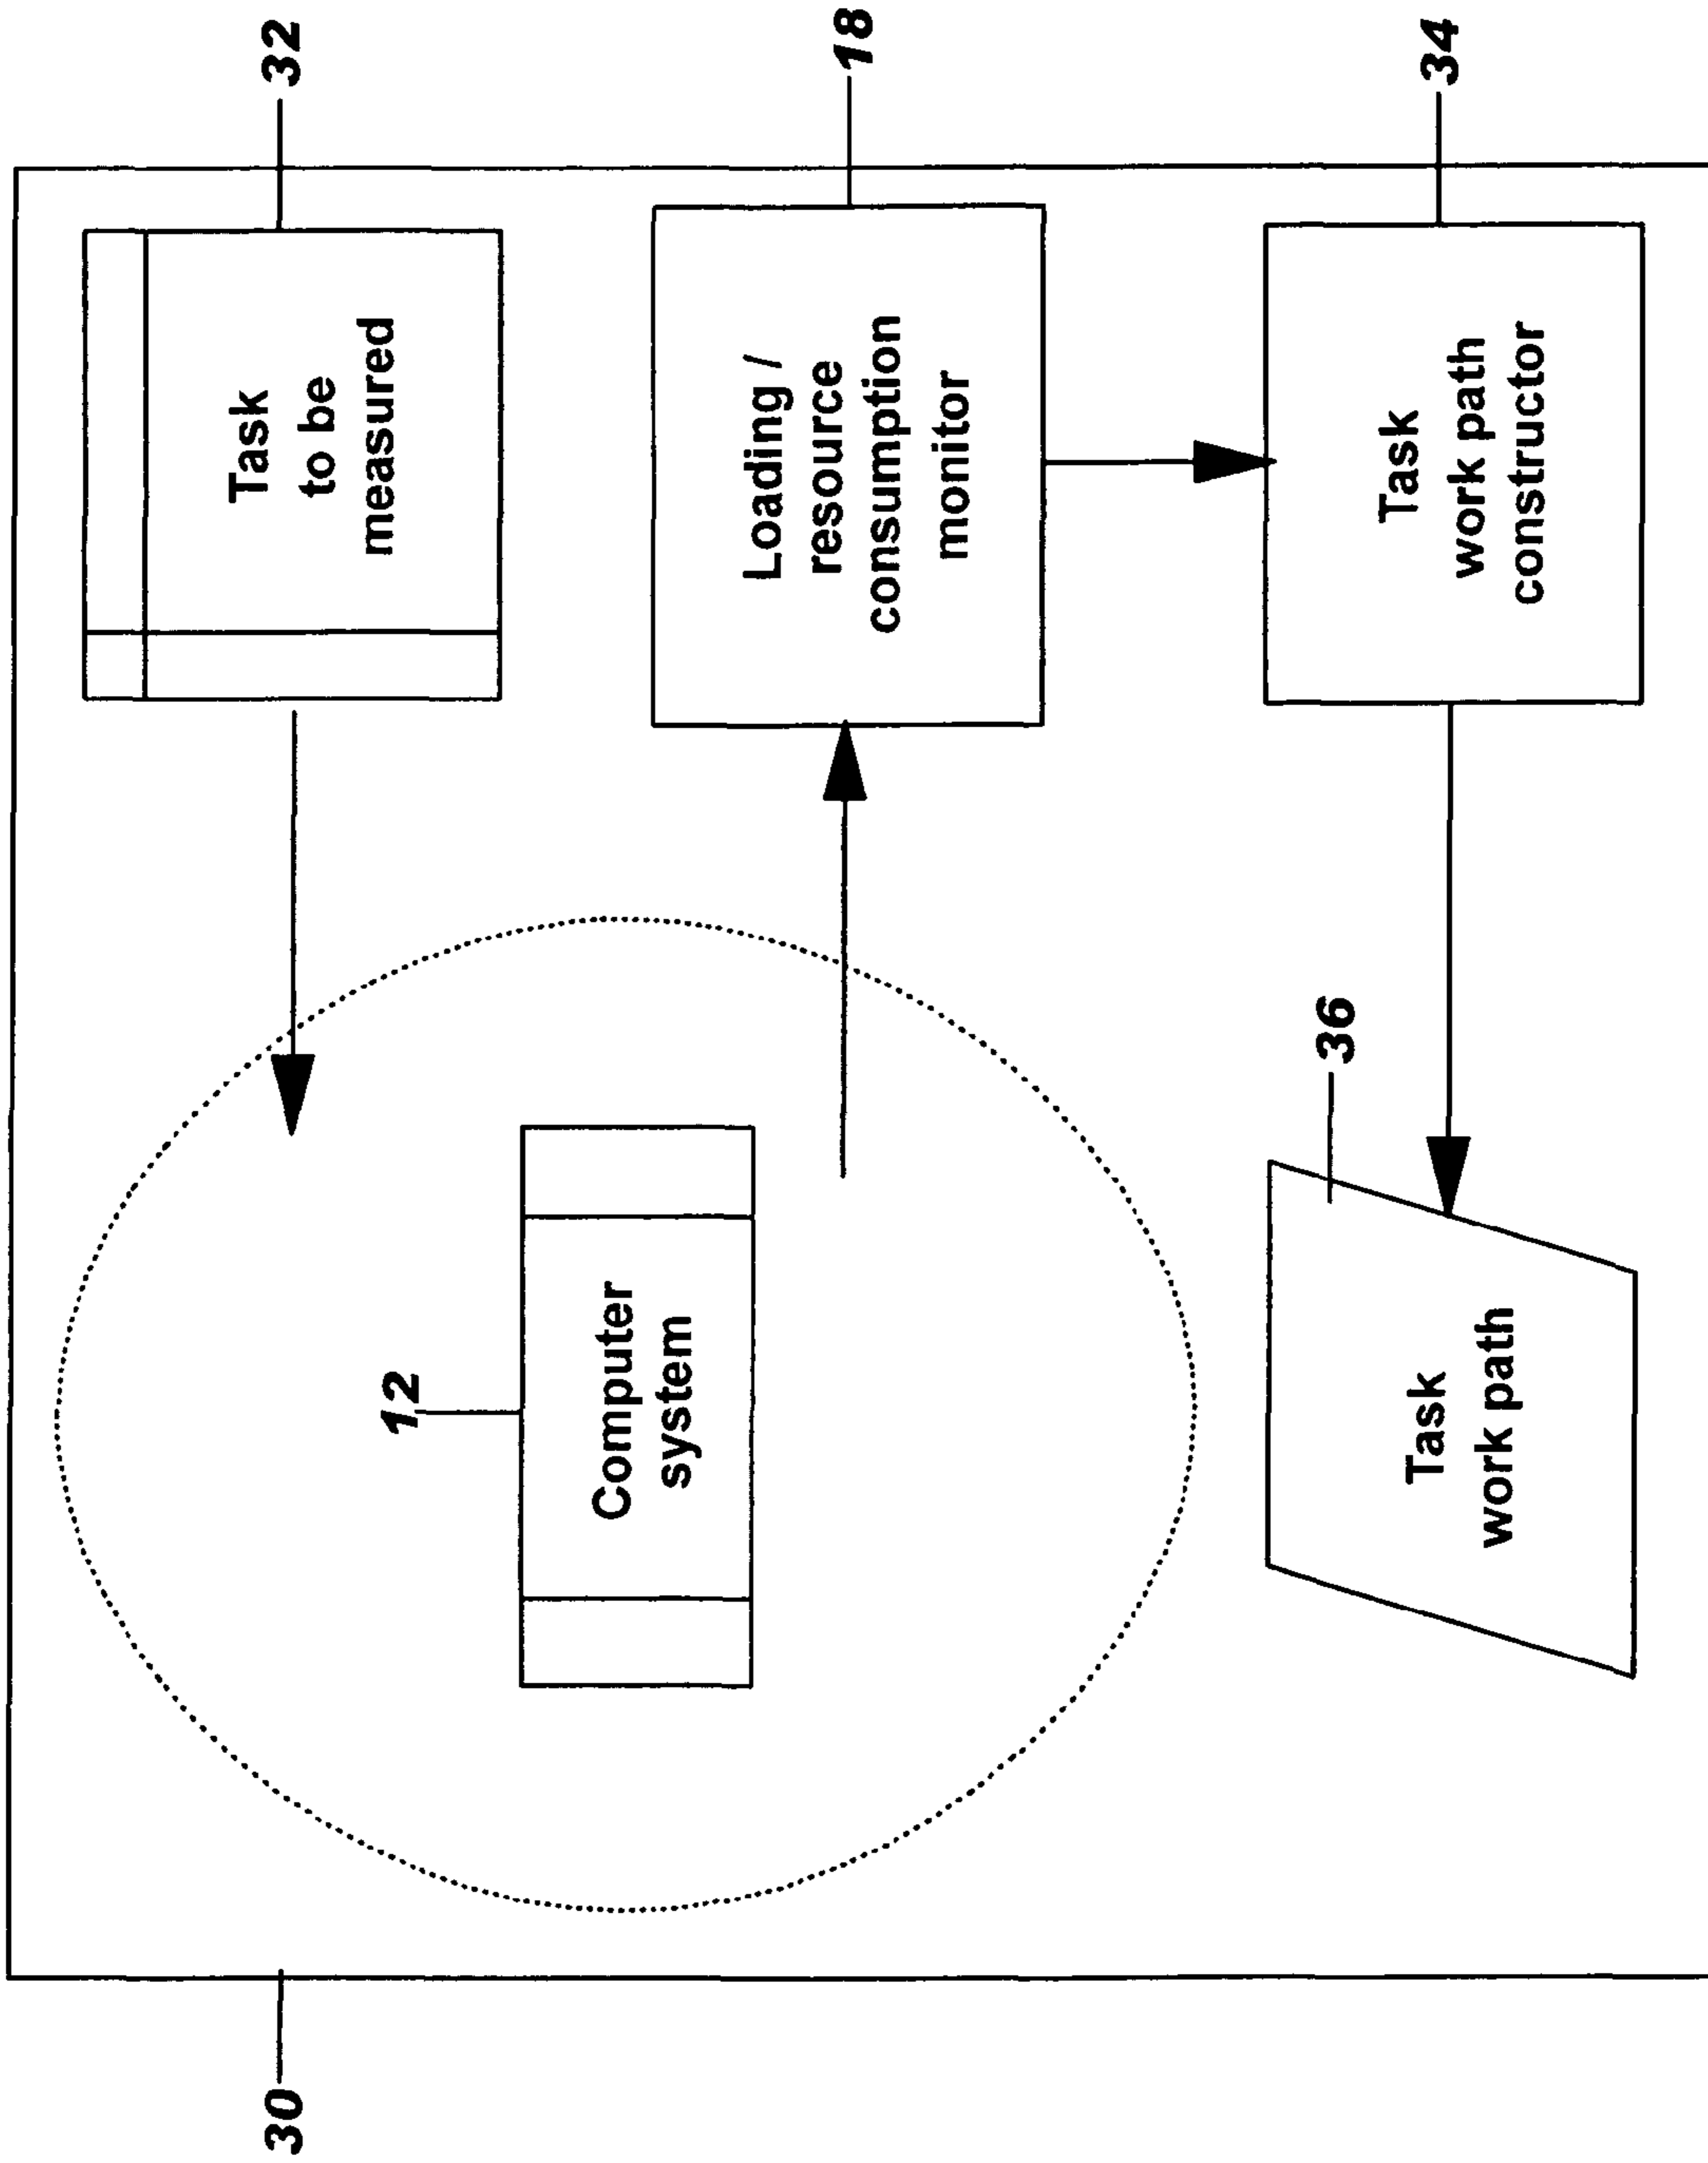 30
12
Computer
system
Task
work path
36
Task
to be
measured
32
Loading /
resource
consumption
monitor
18
Task
work path
constructor
34